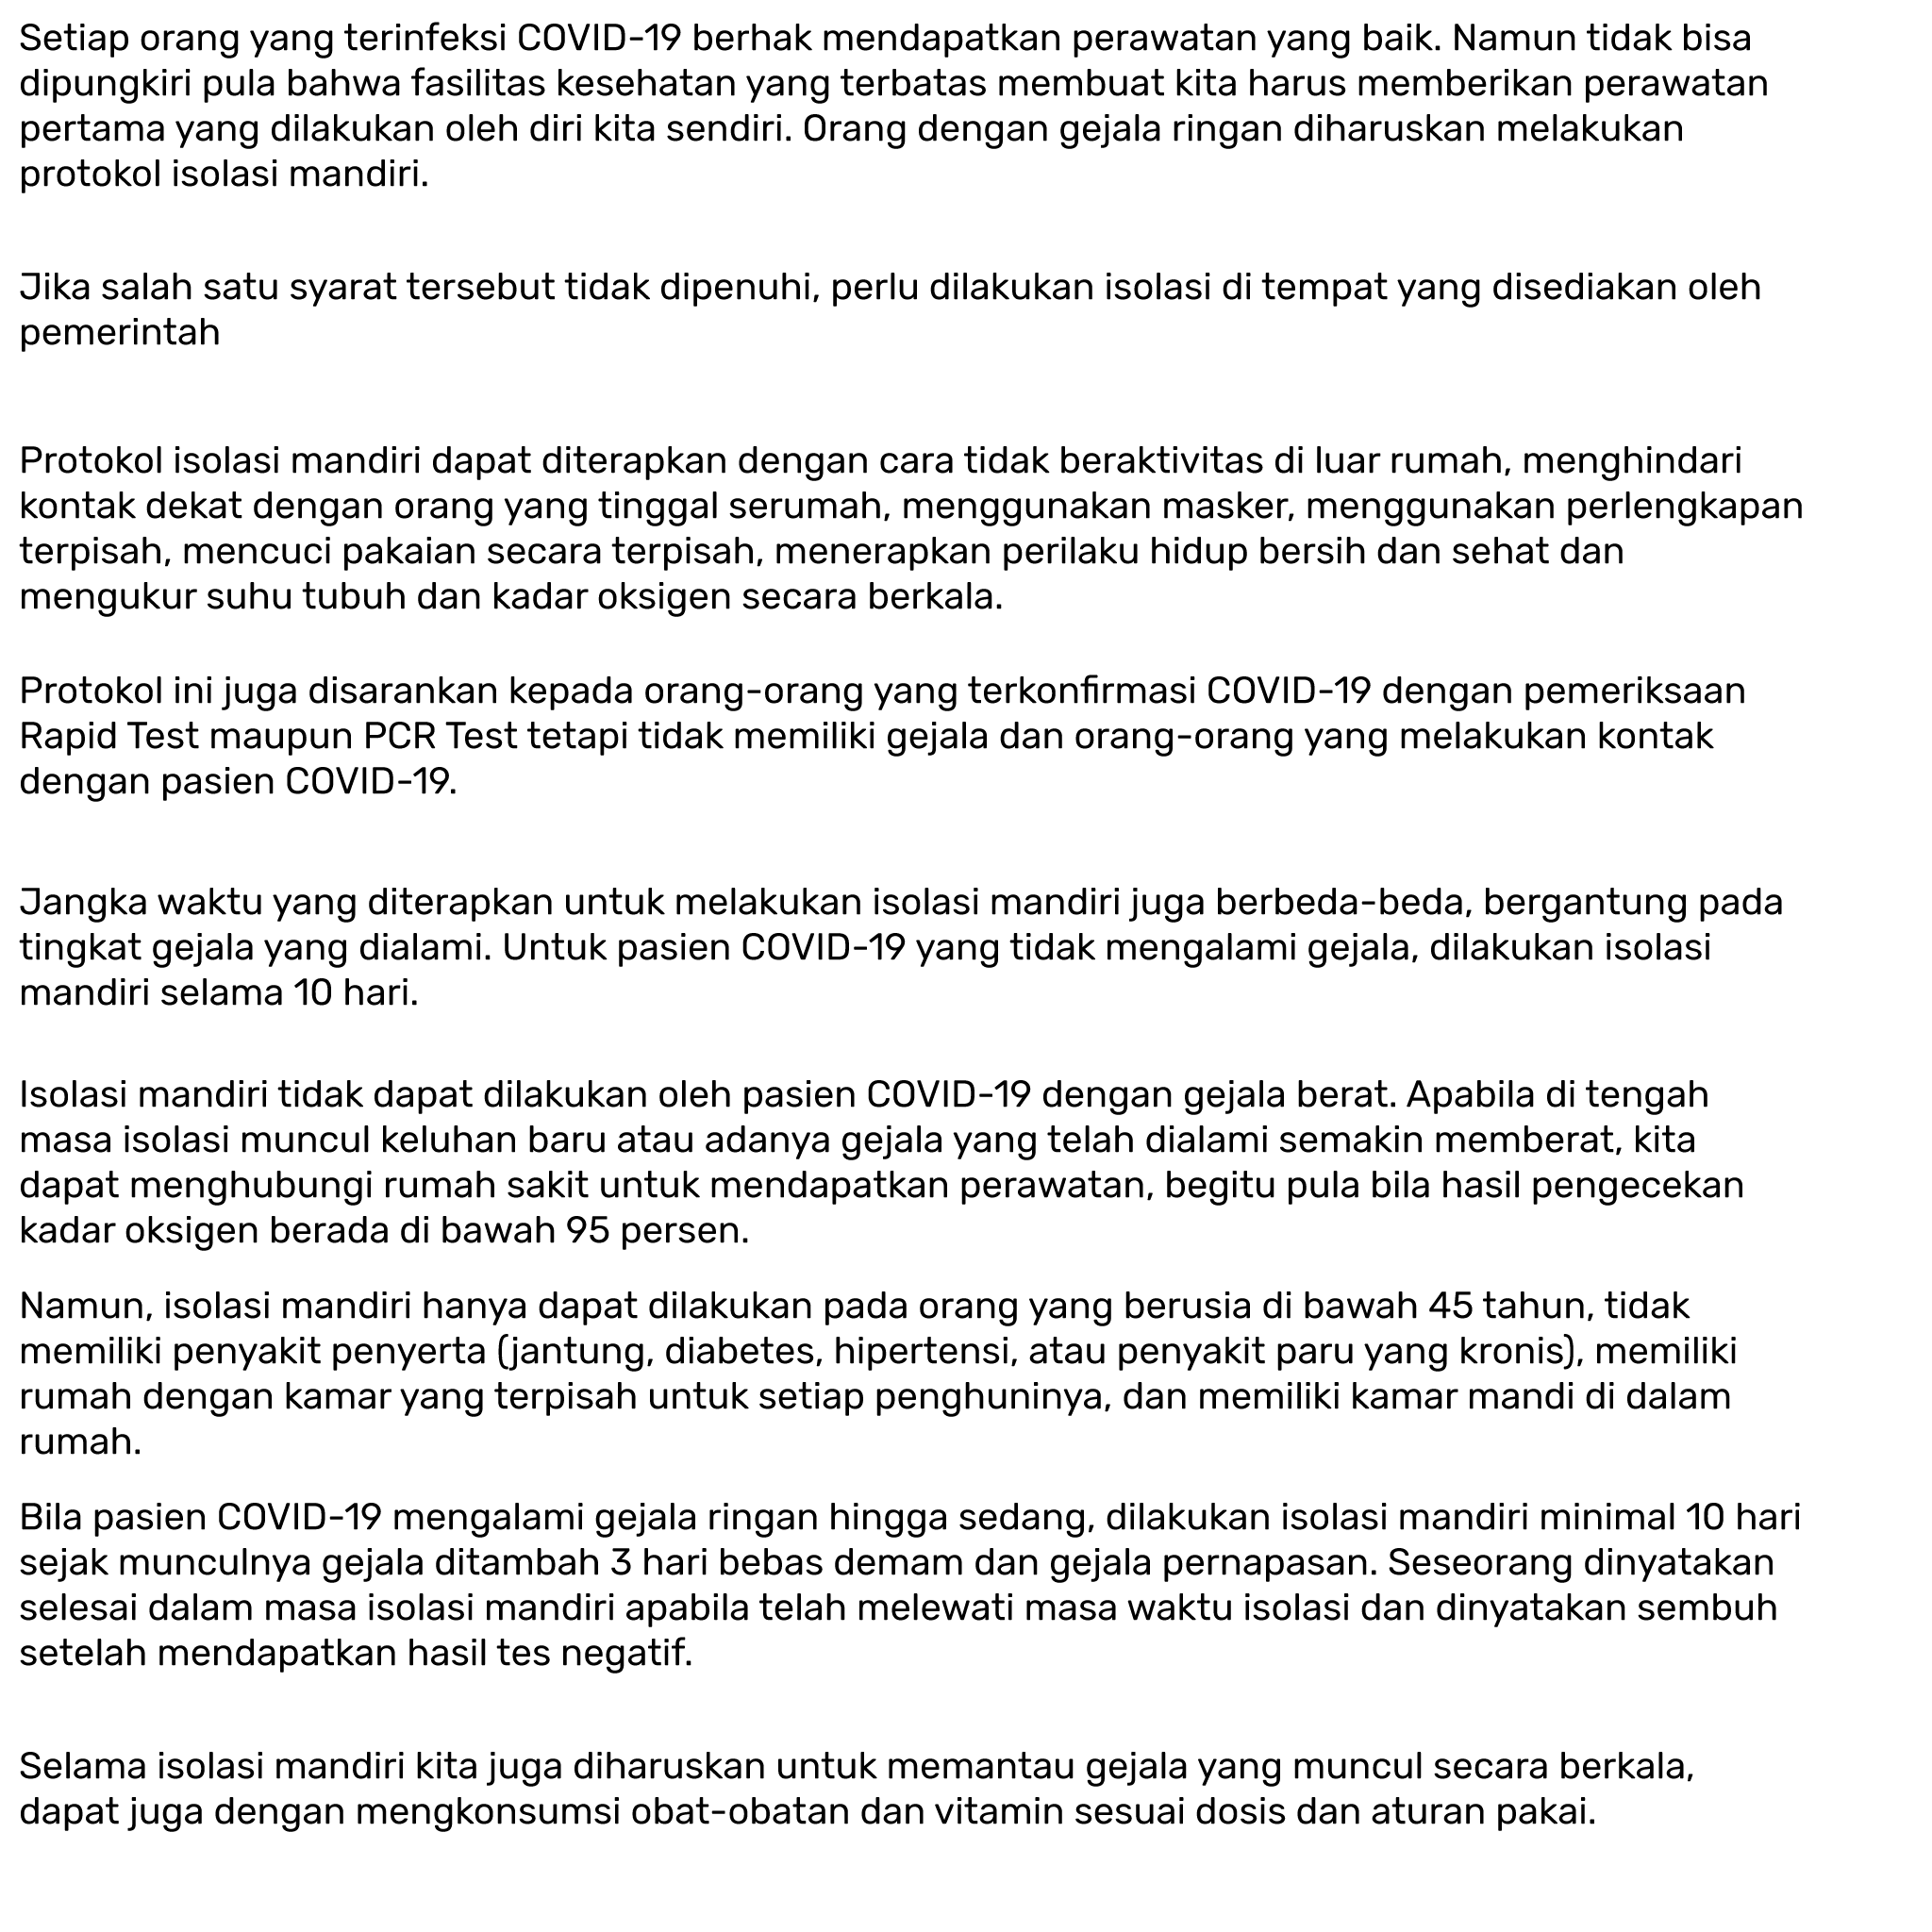 Setiap orang yang terinfeksi COVID-19 berhak mendapatkan perawatan yang baik. Namun tidak bisa
dipungkiri pula bahwa fasilitas kesehatan yang terbatas membuat kita harus memberikan perawatan
pertama yang dilakukan oleh diri kita sendiri. Orang dengan gejala ringan diharuskan melakukan
protokol isolasi mandiri.
Jika salah satu syarat tersebut tidak dipenuhi, perlu dilakukan isolasi di tempat yang disediakan oleh
pemerintah
Protokol isolasi mandiri dapat diterapkan dengan cara tidak beraktivitas di luar rumah, menghindari
kontak dekat dengan orang yang tinggal serumah, menggunakan masker, menggunakan perlengkapan
terpisah, mencuci pakaian secara terpisah, menerapkan perilaku hidup bersih dan sehat dan
mengukur suhu tubuh dan kadar oksigen secara berkala.
Protokol ini juga disarankan kepada orang-orang yang terkonfirmasi COVID-19 dengan pemeriksaan
Rapid Test maupun PCR Test tetapi tidak memiliki gejala dan orang-orang yang melakukan kontak
dengan pasien COVID-19.
Jangka waktu yang diterapkan untuk melakukan isolasi mandiri juga berbeda-beda, bergantung pada
tingkat gejala yang dialami. Untuk pasien COVID-19 yang tidak mengalami gejala, dilakukan isolasi
mandiri selama 10 hari.
Isolasi mandiri tidak dapat dilakukan oleh pasien COVID-19 dengan gejala berat. Apabila di tengah
masa isolasi muncul keluhan baru atau adanya gejala yang telah dialami semakin memberat, kita
dapat menghubungi rumah sakit untuk mendapatkan perawatan, begitu pula bila hasil pengecekan
kadar oksigen berada di bawah 95 persen.
Namun, isolasi mandiri hanya dapat dilakukan pada orang yang berusia di bawah 45 tahun, tidak
memiliki penyakit penyerta (jantung, diabetes, hipertensi, atau penyakit paru yang kronis), memiliki
rumah dengan kamar yang terpisah untuk setiap penghuninya, dan memiliki kamar mandi di dalam
rumah.
Bila pasien COVID-19 mengalami gejala ringan hingga sedang, dilakukan isolasi mandiri minimal 10 hari
sejak munculnya gejala ditambah 3 hari bebas demam dan gejala pernapasan. Seseorang dinyatakan
selesai dalam masa isolasi mandiri apabila telah melewati masa waktu isolasi dan dinyatakan sembuh
setelah mendapatkan hasil tes negatif.
Selama isolasi mandiri kita juga diharuskan untuk memantau gejala yang muncul secara berkala,
dapat juga dengan mengkonsumsi obat-obatan dan vitamin sesuai dosis dan aturan pakai.